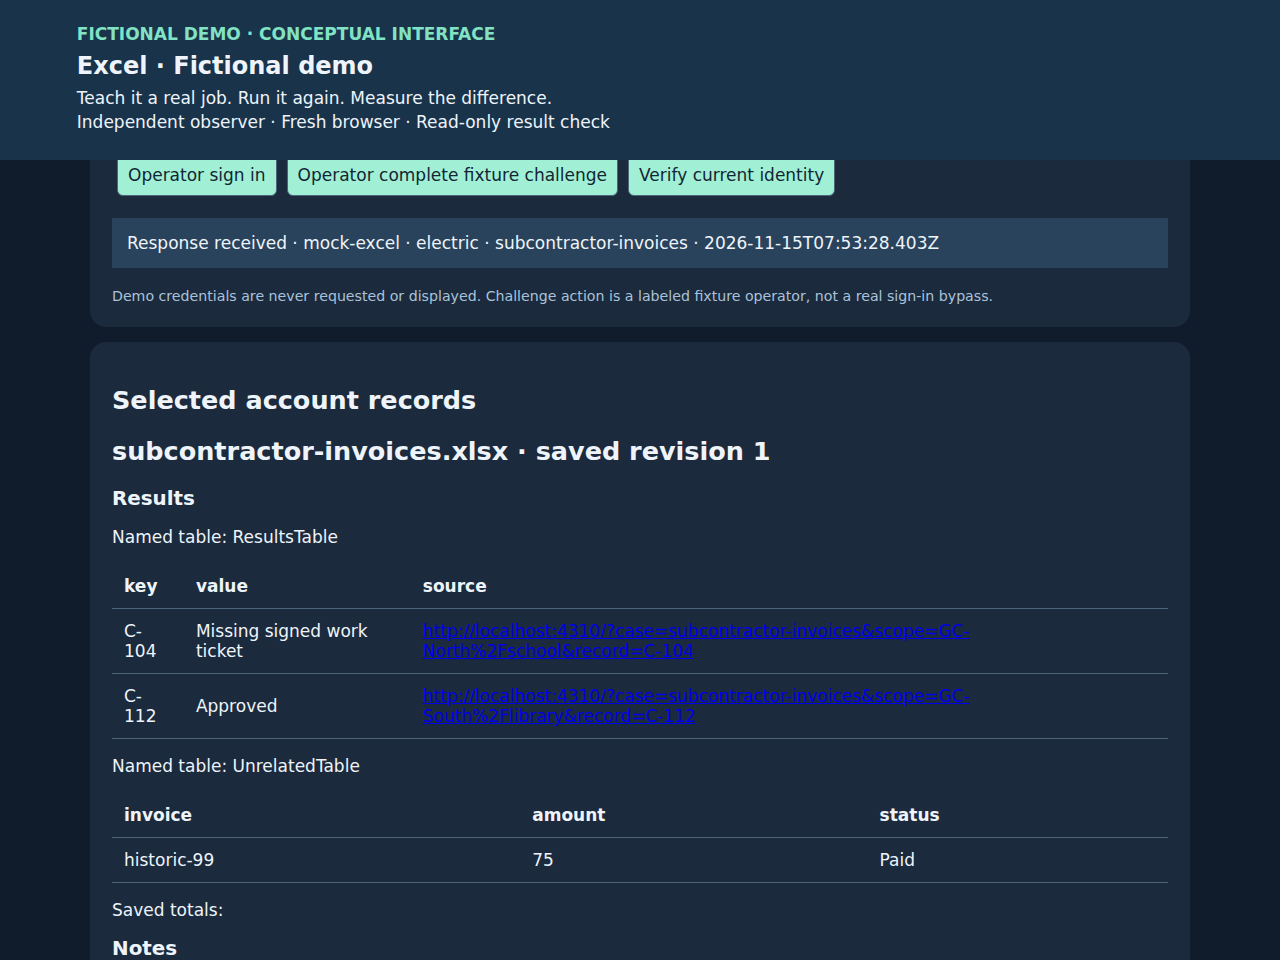 FICTIONAL DEMO · CONCEPTUAL INTERFACE
Excel · Fictional demo
Teach it a real job. Run it again. Measure the difference.
Independent observer · Fresh browser · Read-only result check
Operator sign in
Operator complete fixture challenge
Verify current identity
Response received · mock-excel · electric · subcontractor-invoices · 2026-11-15T07:53:28.403Z
Demo credentials are never requested or displayed. Challenge action is a labeled fixture operator, not a real sign-in bypass.
Selected account records
subcontractor-invoices.xlsx · saved revision 1
Results
Named table: ResultsTable
key value source
C-
104
Missing signed work
ticket
http://localhost:4310/?case=subcontractor-invoices&scope=GC-
North%2Fschool&record=C-104
C-
112
Approved
http://localhost:4310/?case=subcontractor-invoices&scope=GC-
South%2Flibrary&record=C-112
Named table: UnrelatedTable
invoice amount status
historic-99 75 Paid
Saved totals:
Notes